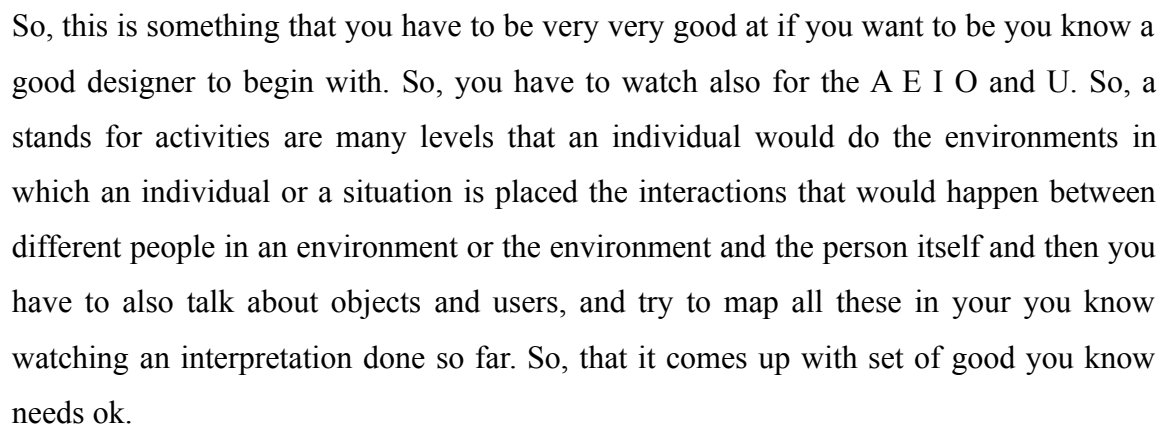 So, this is something that you have to be very very good at if you want to be you know a
good designer to begin with. So, you have to watch also for the A E I O and U. So, a
stands for activities are many levels that an individual would do the environments in
which an individual or a situation is placed the interactions that would happen between
different people in an environment or the environment and the person itself and then you
have to also talk about objects and users, and try to map all these in your you know
watching an interpretation done so far. So, that it comes up with set of good you know
needs ok.